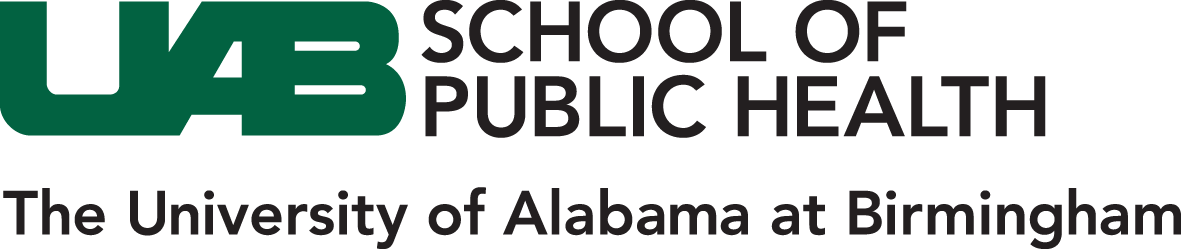 UAB SCHOOL OF
PUBLIC HEALTH
The University of Alabama at Birmingham